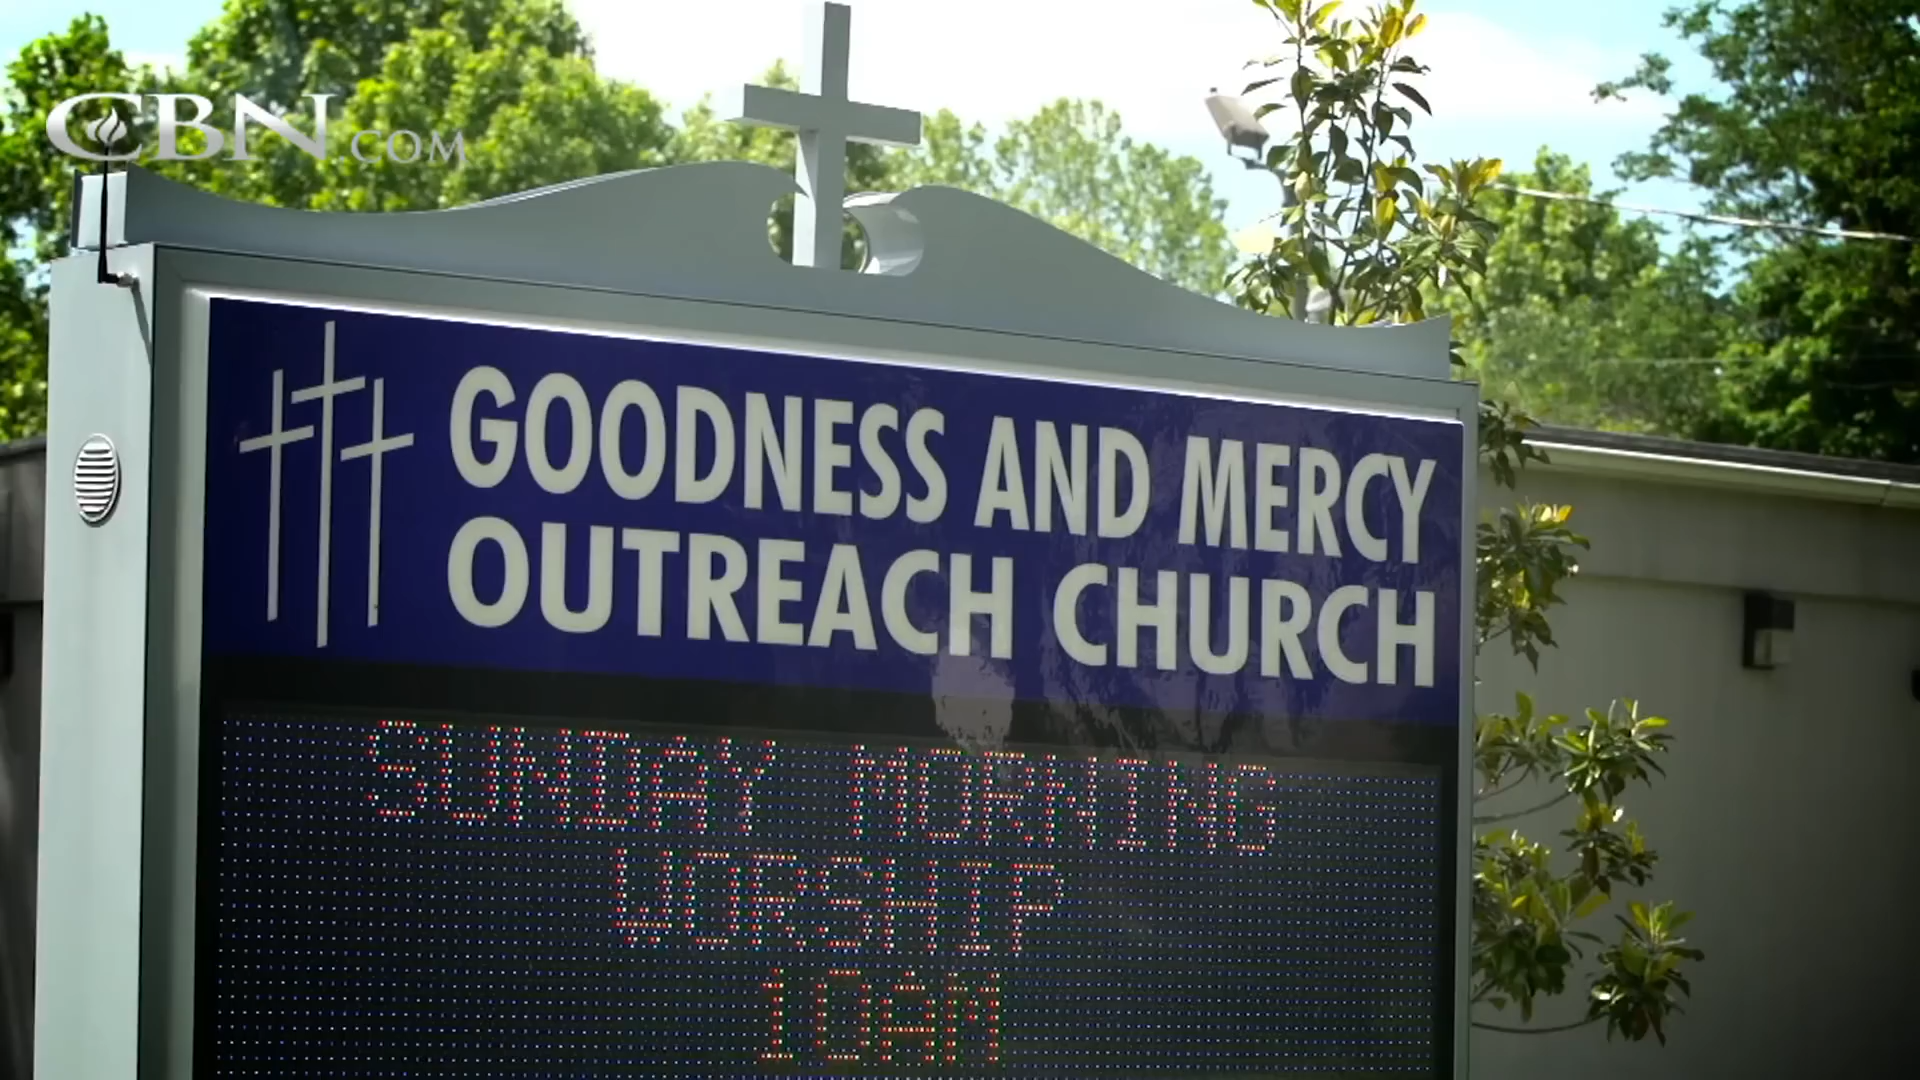 CBN.COM
GOODNESS AND MERCY
OUTREACH CHURCH
SUNDAY MORNING
WORSHIP
10AM